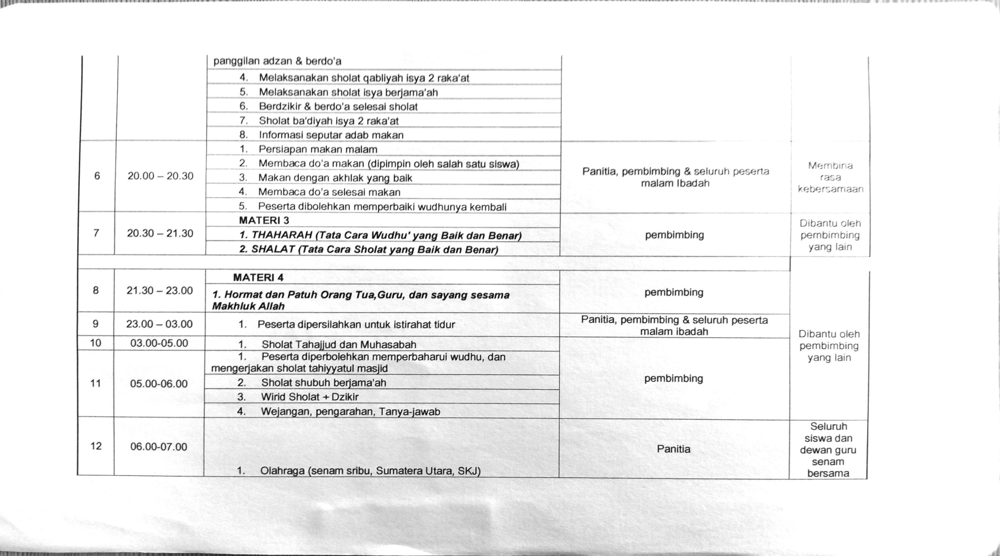 panggilan adzan & berdo'a
4. Melaksanakan sholat qabliyah isya 2 raka'at
5. Melaksanakan sholat isya berjama'ah
6. Berdzikir & berdo'a selesai sholat
7. Sholat ba'diyah isya 2 raka'at
8. Informasi seputar adab makan
6
20.00 – 20.30
1. Persiapan makan malam
2. Membaca do'a makan (dipimpin oleh salah satu siswa)
3. Makan dengan akhlak yang baik
4. Membaca do'a selesai makan
5. Peserta dibolehkan memperbaiki wudhunya kembali
Panitia, pembimbing & seluruh peserta
malam Ibadah
Membina
rasa
kebersamaan
7
20.30 – 21.30
MATERI 3
1. THAHARAH (Tata Cara Wudhu' yang Baik dan Benar)
2. SHALAT (Tata Cara Sholat yang Baik dan Benar)
pembimbing
Dibantu oleh
pembimbing
yang lain
8
21.30 – 23.00
MATERI 4
1. Hormat dan Patuh Orang Tua,Guru, dan sayang sesama
Makhluk Allah
pembimbing
9
23.00 – 03.00
1. Peserta dipersilahkan untuk istirahat tidur
Panitia, pembimbing & seluruh peserta
malam ibadah
Dibantu oleh
pembimbing
yang lain
10
03.00-05.00
1. Sholat Tahajjud dan Muhasabah
11
05.00-06.00
1. Peserta diperbolehkan memperbaharui wudhu, dan
mengerjakan sholat tahiyyatul masjid
2. Sholat shubuh berjama'ah
3. Wirid Sholat + Dzikir
4. Wejangan, pengarahan, Tanya-jawab
pembimbing
12
06.00-07.00
1. Olahraga (senam sribu, Sumatera Utara, SKJ)
Panitia
Seluruh
siswa dan
dewan guru
senam
bersama